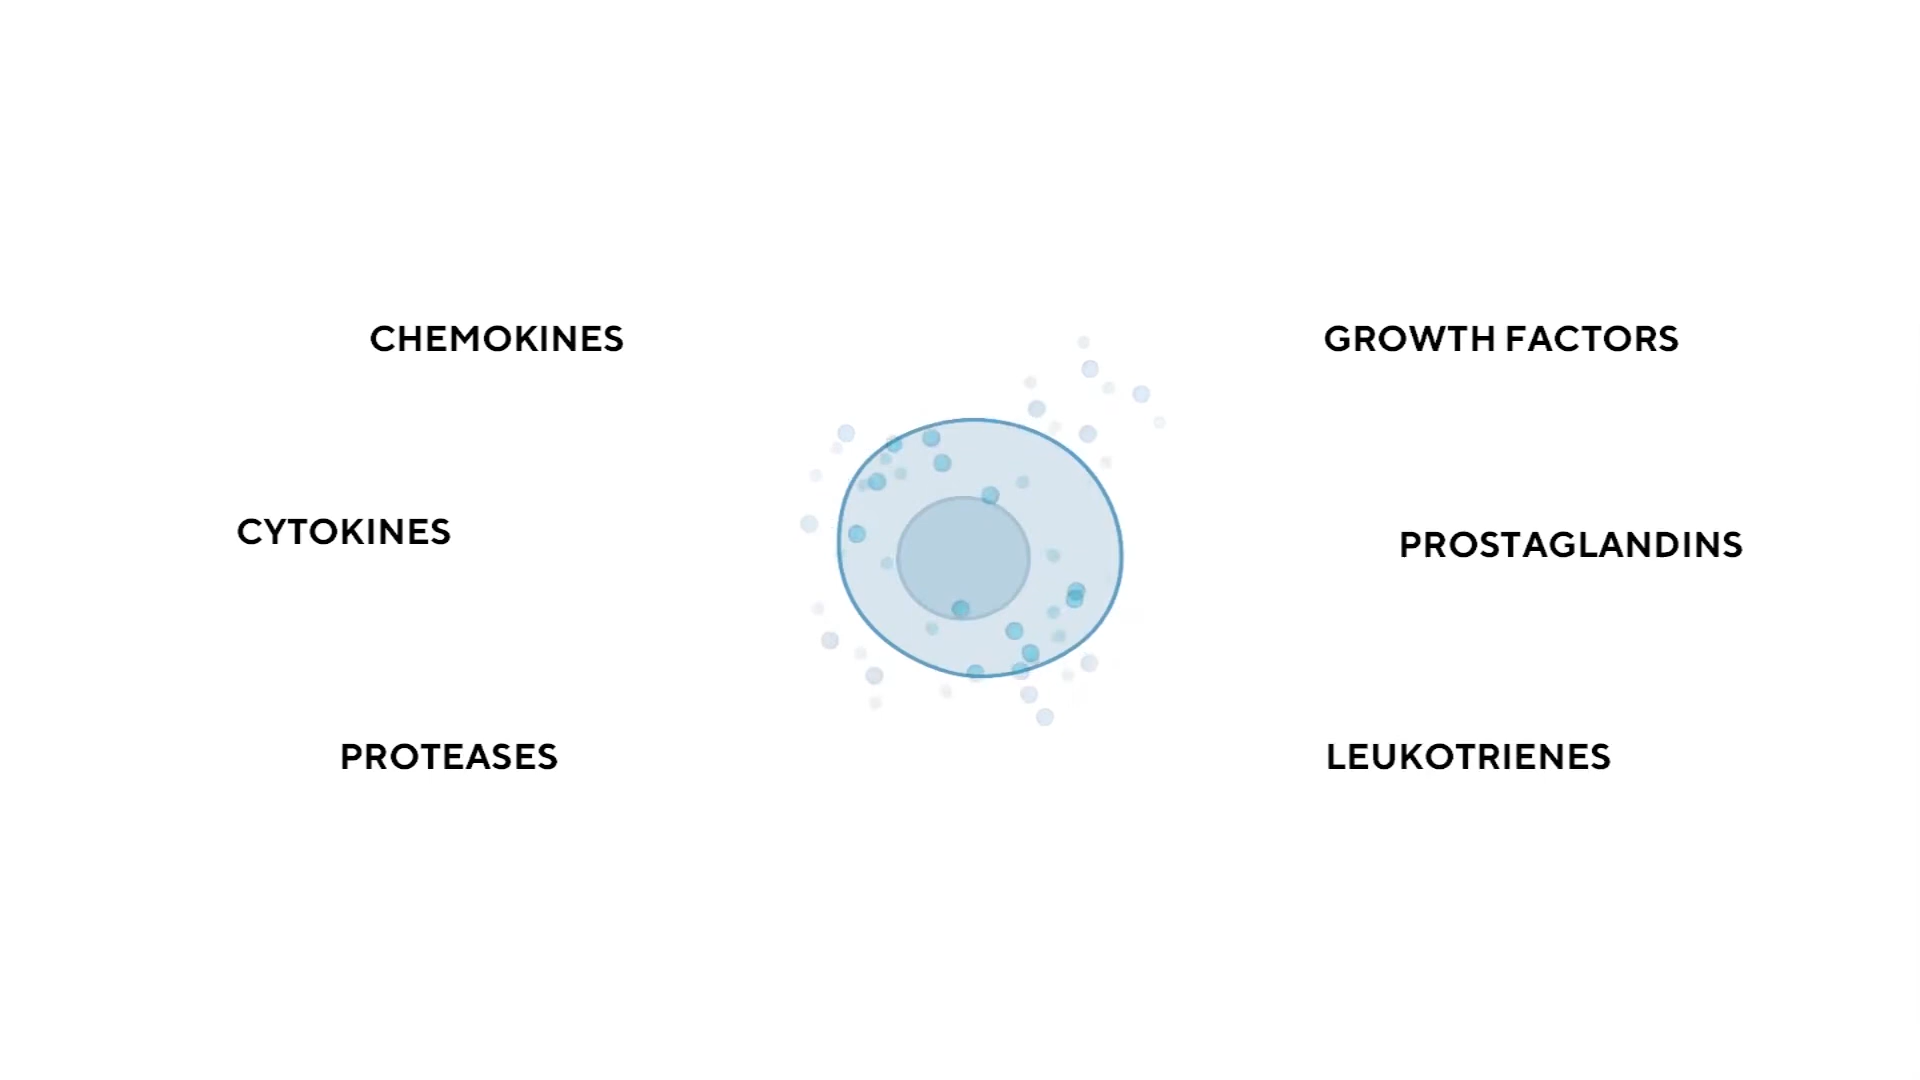 CHEMOKINES
GROWTH FACTORS
CYTOKINES
PROSTAGLANDINS
PROTEASES
LEUKOTRIENES